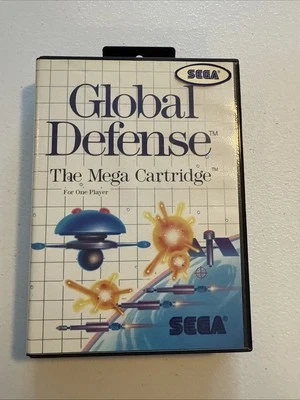 SEGA
Global
Defense™
The Mega Cartridge™
For One Player
SEGA